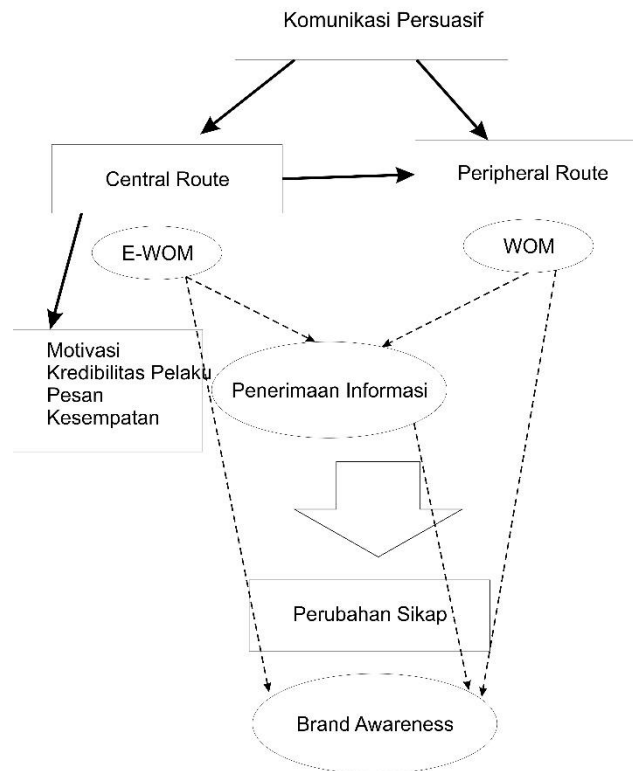 Komunikasi Persuasif
Central Route
Peripheral Route
E-WOM
WOM
Motivasi
Kredibilitas Pelaku
Pesan
Kesempatan
Penerimaan Informasi
Perubahan Sikap
Brand Awareness